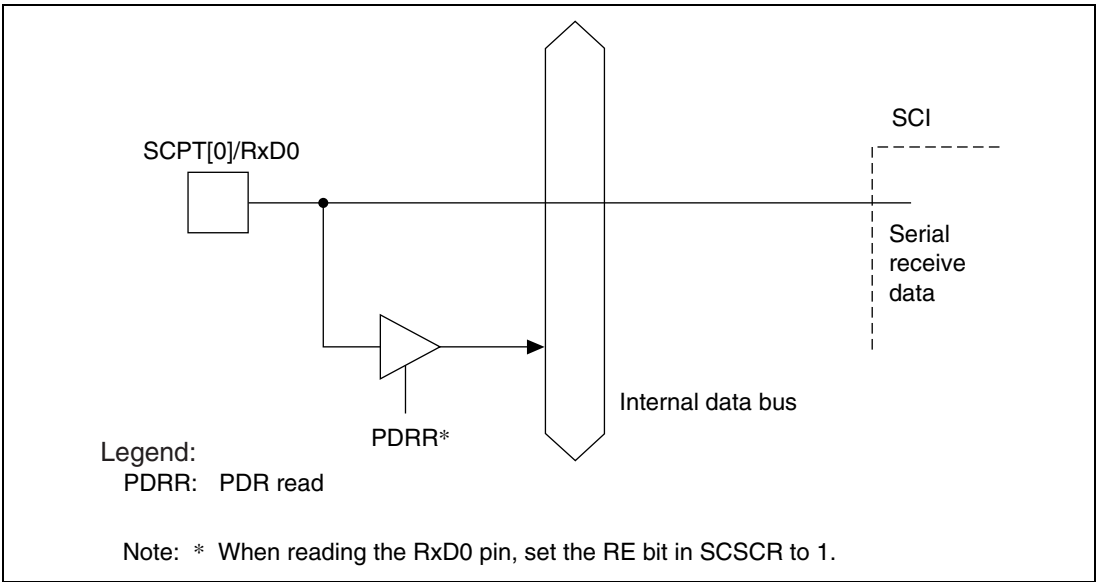 SCI
SCPT[0]/RxD0
Serial
receive
data
Internal data bus
PDRR*
Legend:
PDRR: PDR read
Note: * When reading the RxD0 pin, set the RE bit in SCSCR to 1.